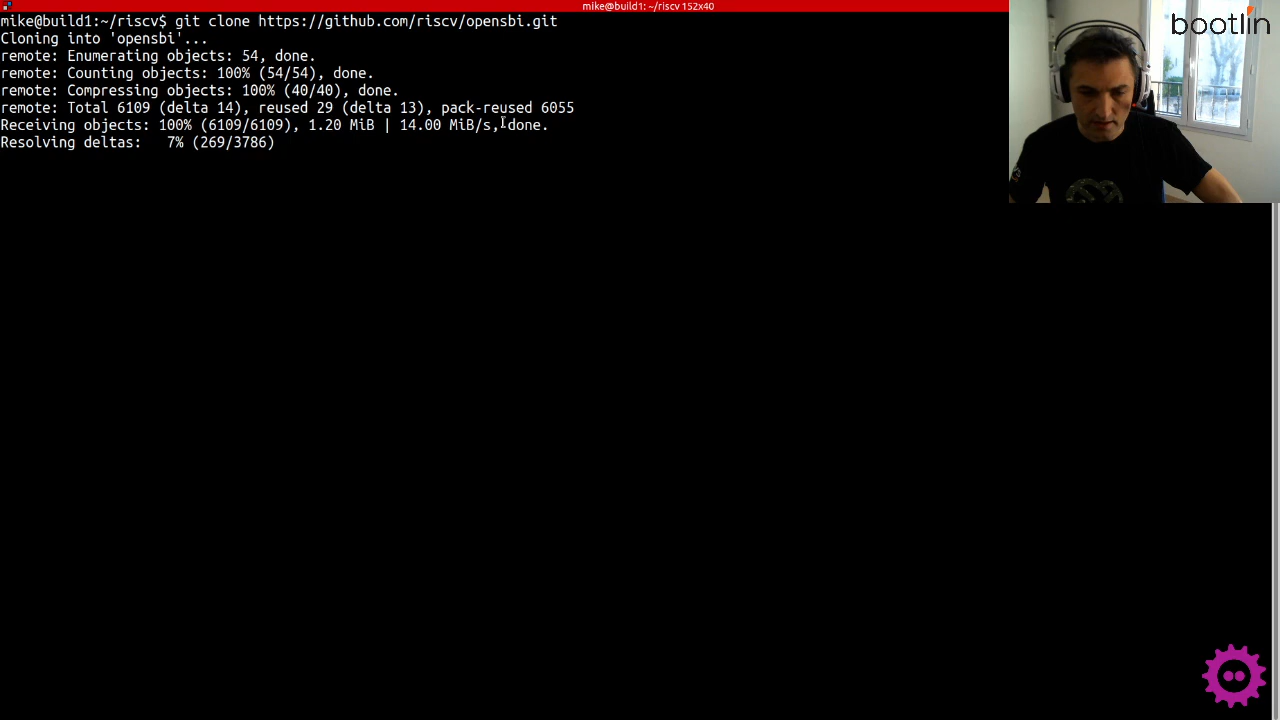 mike@build1: ~/riscv 152x40
mike@build1:~/riscv$ git clone https://github.com/riscv/opensbi.git
Cloning into 'opensbi'...
remote: Enumerating objects: 54, done.
remote: Counting objects: 100% (54/54), done.
remote: Compressing objects: 100% (40/40), done.
remote: Total 6109 (delta 14), reused 29 (delta 13), pack-reused 6055
Receiving objects: 100% (6109/6109), 1.20 MiB | 14.00 MiB/s, done.
Resolving deltas:   7% (269/3786)
bootlin